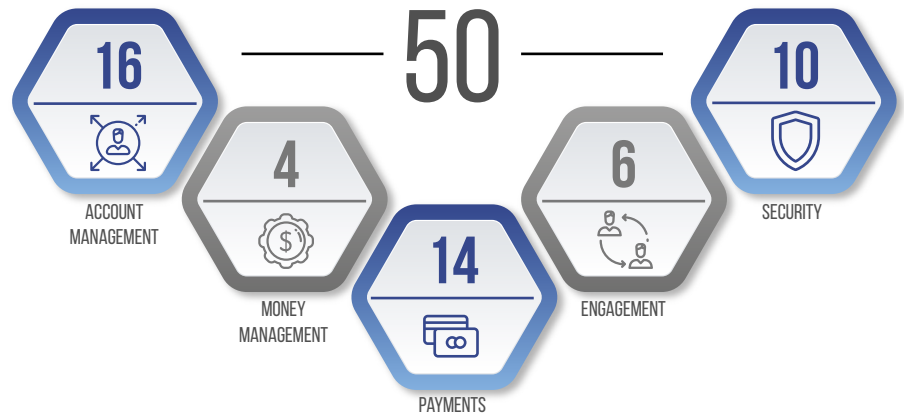 50
16
ACCOUNT
MANAGEMENT
4
$
MONEY
MANAGEMENT
14
PAYMENTS
6
ENGAGEMENT
10
SECURITY